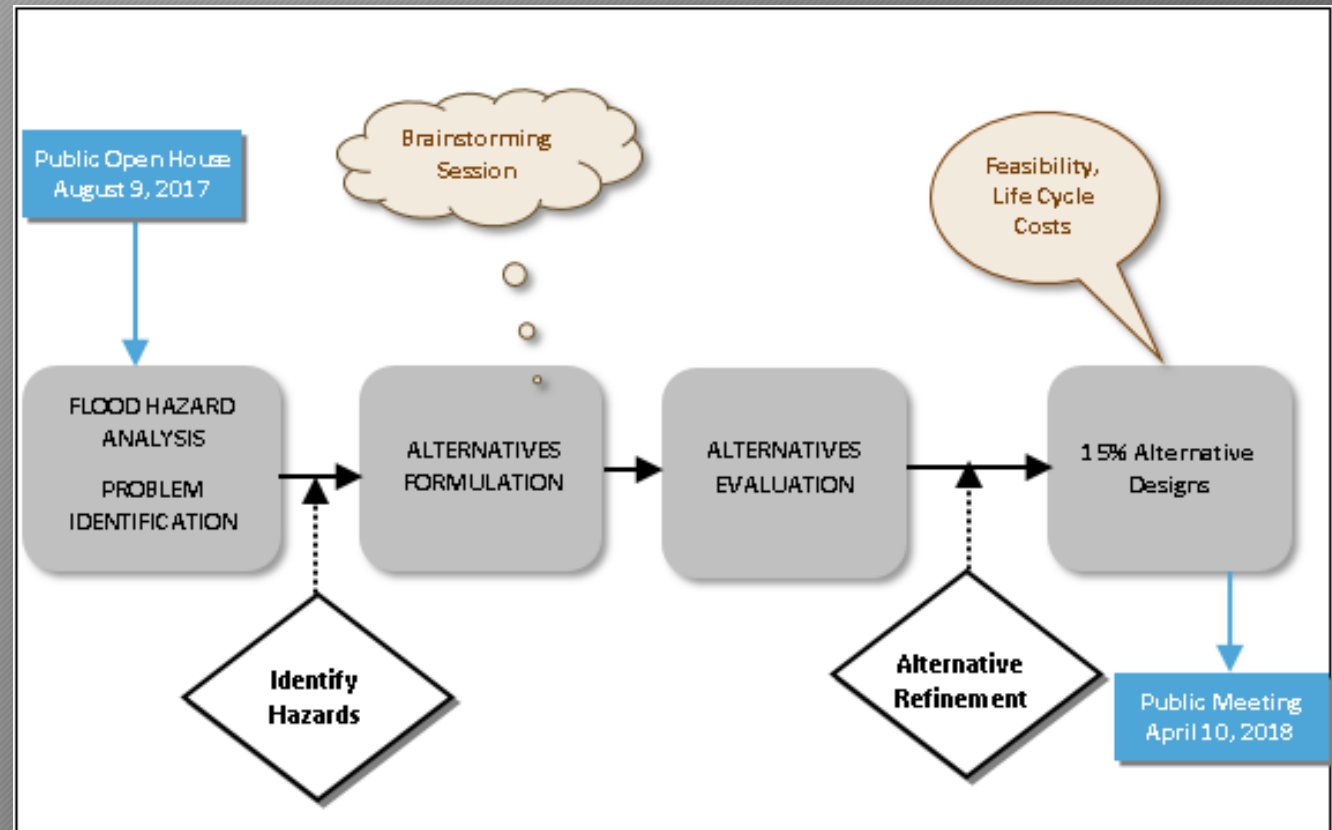 Public Open House
August 9, 2017
Brainstorming
Session
Feasibility,
Life Cycle
Costs
FLOOD HAZARD
ANALYSIS
PROBLEM
IDENTIFICATION
ALTERNATIVES
FORMULATION
ALTERNATIVES
EVALUATION
15% Alternative
Designs
Identify
Hazards
Alternative
Refinement
Public Meeting
April 10, 2018